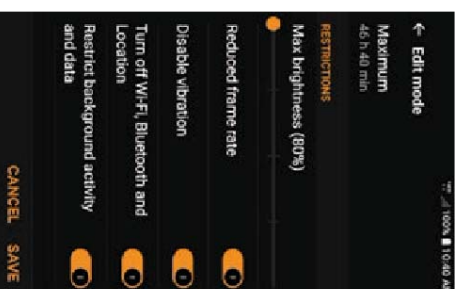 100% 10:40 AM
← Edit mode
Maximum
46 h 40 min
RESTRICTIONS
Max brightness (80%)
Reduced frame rate
Disable vibration
Turn off Wi-Fi, Bluetooth and
Location
Restrict background activity
and data
CANCEL SAVE